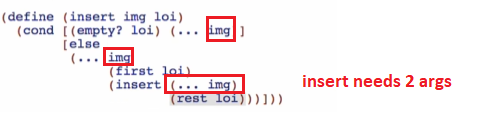 (define (insert img loi)
(cond [(empty? loi) (... img ]
[else
(... img
(first loi)
(insert (... img)
(rest loi)))]))
insert needs 2 args